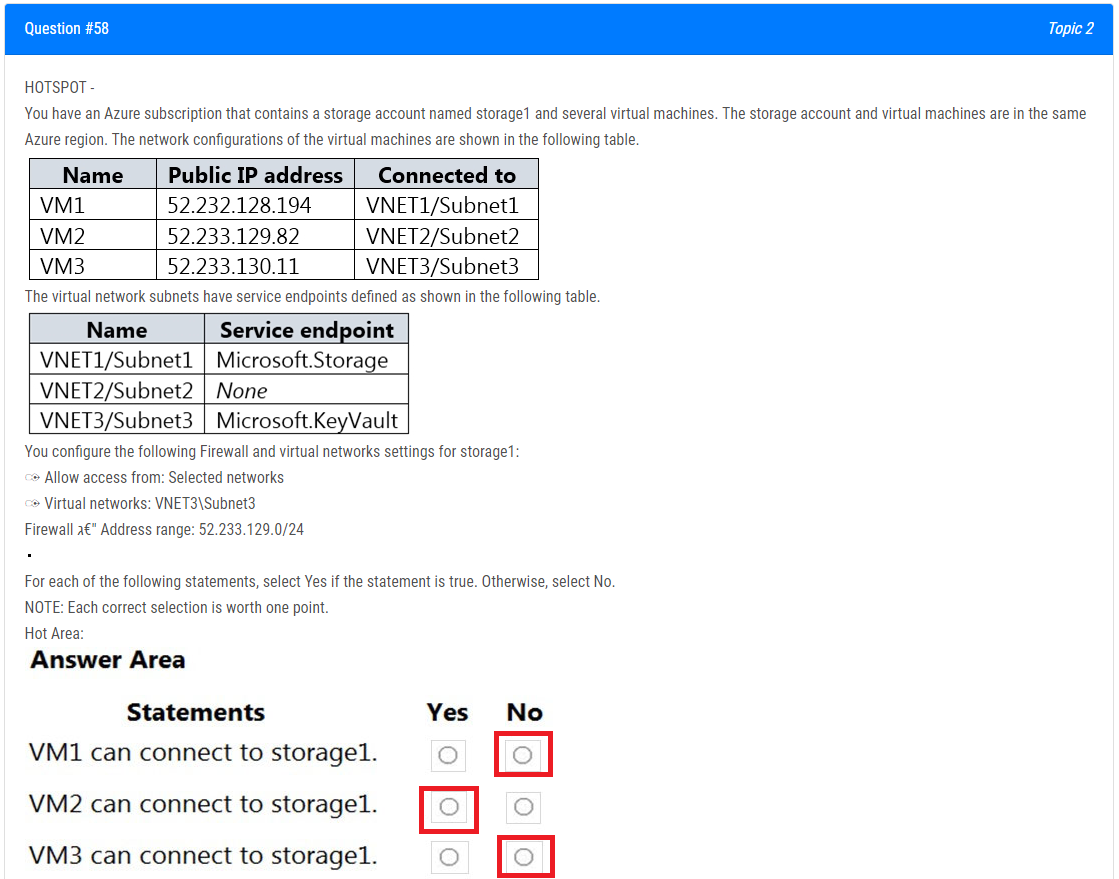 Question #58
Topic 2
HOTSPOT -
You have an Azure subscription that contains a storage account named storage1 and several virtual machines. The storage account and virtual machines are in the same
Azure region. The network configurations of the virtual machines are shown in the following table.
Name Public IP address Connected to
VM1 52.232.128.194 VNET1/Subnet1
VM2 52.233.129.82 VNET2/Subnet2
VM3 52.233.130.11 VNET3/Subnet3
The virtual network subnets have service endpoints defined as shown in the following table.
Name Service endpoint
VNET1/Subnet1 Microsoft.Storage
VNET2/Subnet2 None
VNET3/Subnet3 Microsoft.KeyVault
You configure the following Firewall and virtual networks settings for storage1:
Allow access from: Selected networks
Virtual networks: VNET3\Subnet3
Firewall ג€" Address range: 52.233.129.0/24
For each of the following statements, select Yes if the statement is true. Otherwise, select No.
NOTE: Each correct selection is worth one point.
Hot Area:
Answer Area
Statements Yes No
VM1 can connect to storage1.
VM2 can connect to storage1.
VM3 can connect to storage1.